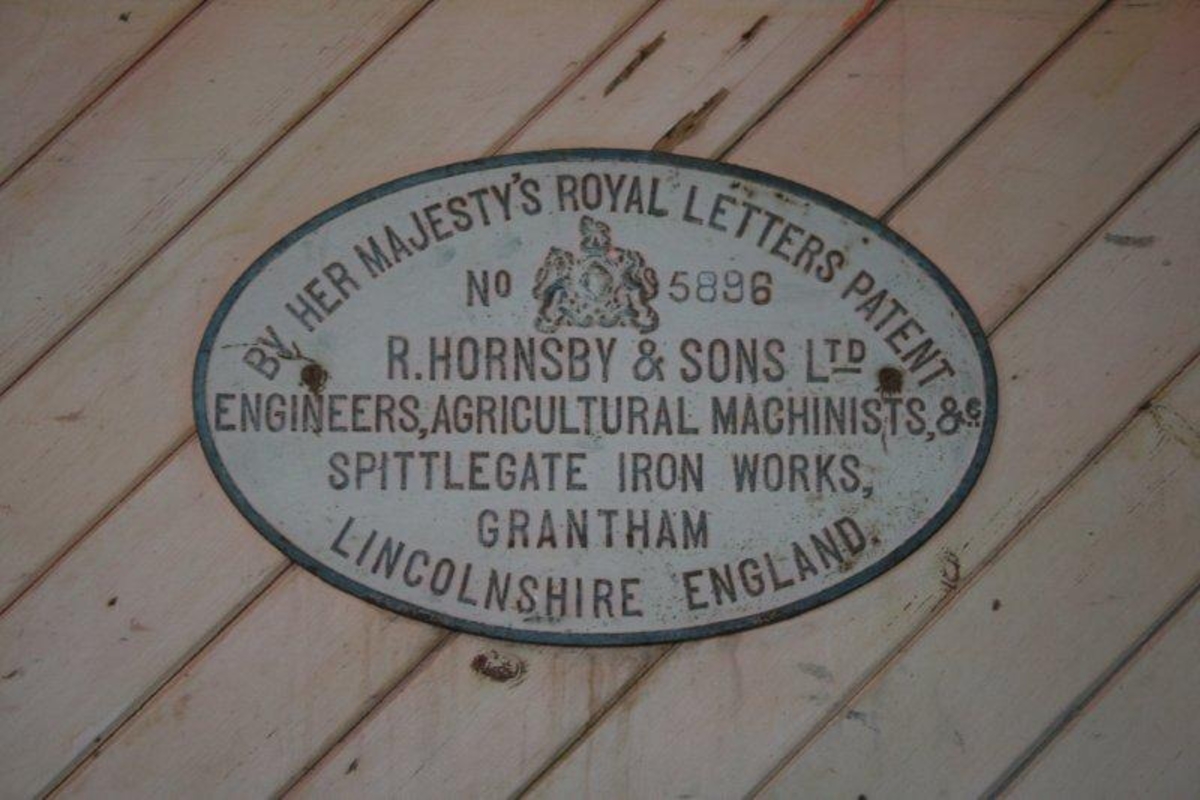 BY HER MAJESTY'S ROYAL LETTERS PATENT
No 5896
R. HORNSBY & SONS LTD
ENGINEERS, AGRICULTURAL MACHINISTS, &c
SPITTLEGATE IRON WORKS,
GRANTHAM
LINCOLNSHIRE ENGLAND.